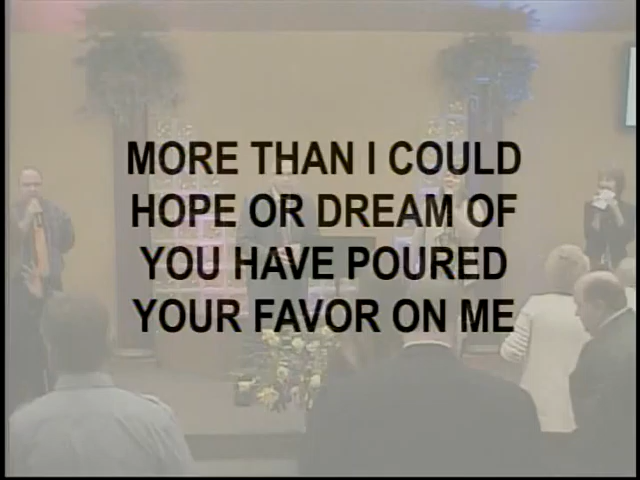 MORE THAN I COULD
HOPE OR DREAM OF
YOU HAVE POURED
YOUR FAVOR ON ME